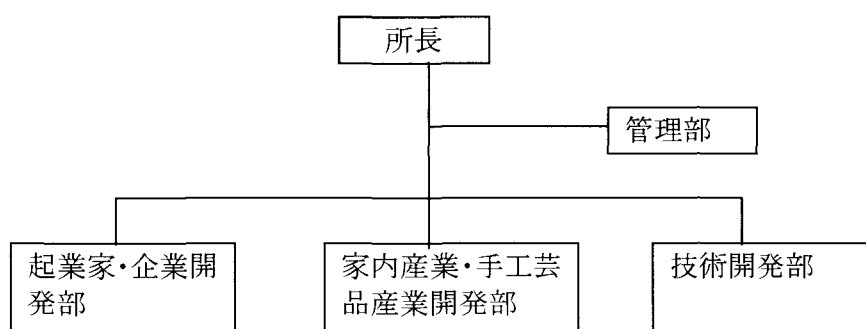 所長
管理部
起業家・企業開
発部
家内産業・手工芸
品産業開発部
技術開発部